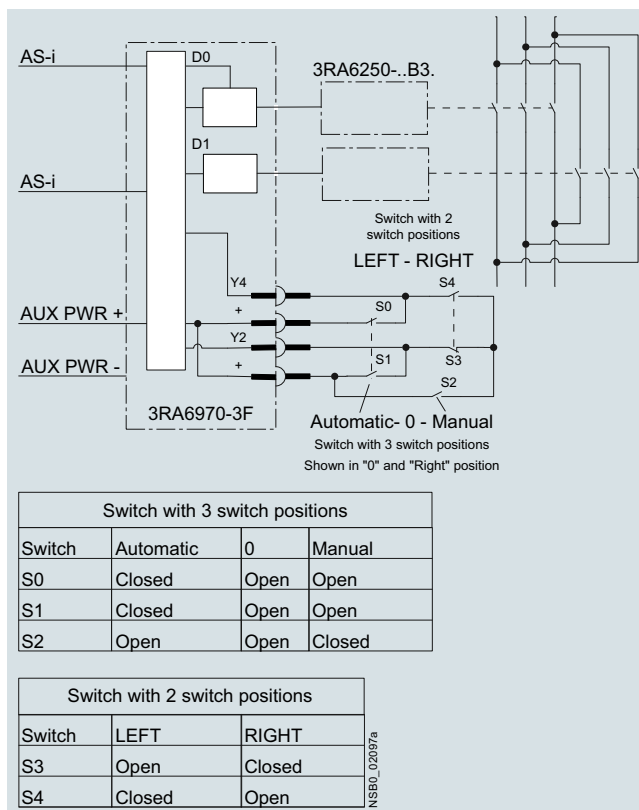 AS-i
D0
3RA6250-..B3.
D1
AS-i
Switch with 2
switch positions
LEFT - RIGHT
Y4
S4
AUX PWR +
+
S0
Y2
S3
AUX PWR -
+
S1
S2
3RA6970-3F
Automatic- 0 - Manual
Switch with 3 switch positions
Shown in "0" and "Right" position
Switch with 3 switch positions
Switch Automatic 0 Manual
S0 Closed Open Open
S1 Closed Open Open
S2 Open Open Closed
Switch with 2 switch positions
Switch LEFT RIGHT
S3 Open Closed
S4 Closed Open
NSB0_02097a